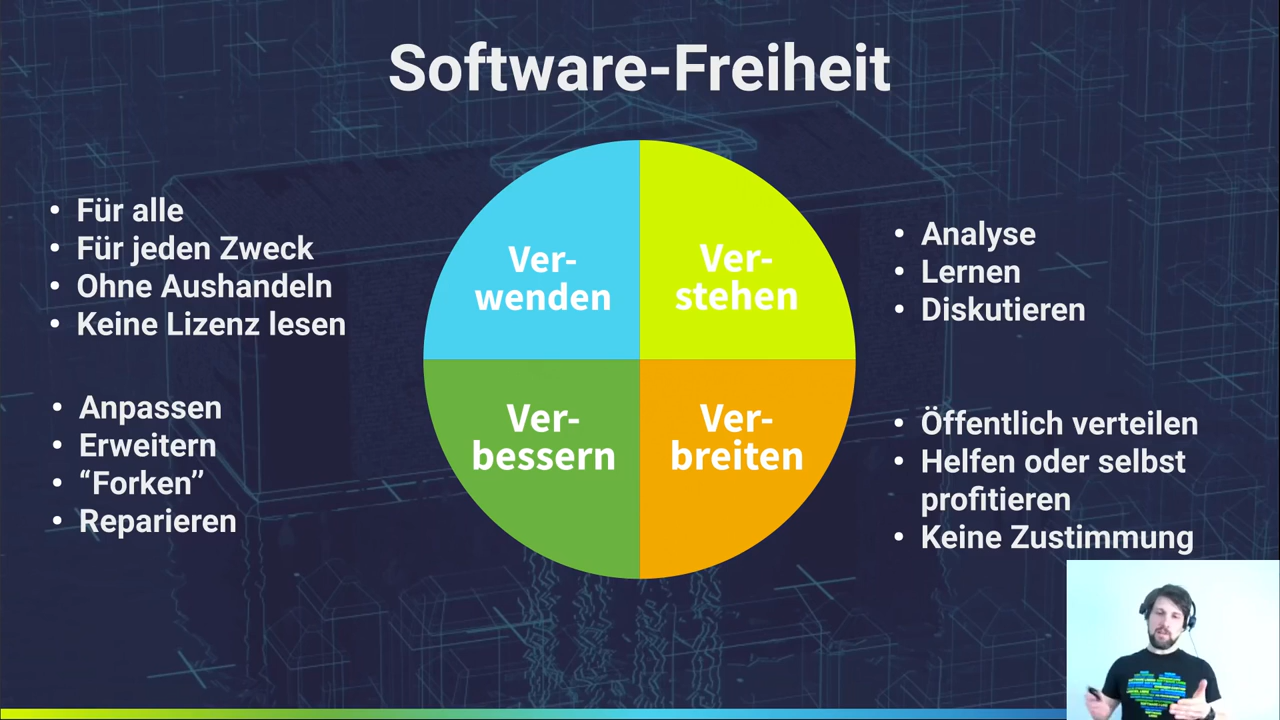 Software-Freiheit
• Für alle
• Für jeden Zweck
• Ohne Aushandeln
• Keine Lizenz lesen
Ver-
wenden
Ver-
stehen
• Analyse
• Lernen
• Diskutieren
• Anpassen
• Erweitern
• “Forken”
• Reparieren
Ver-
bessern
Ver-
breiten
• Öffentlich verteilen
• Helfen oder selbst
profitieren
• Keine Zustimmung